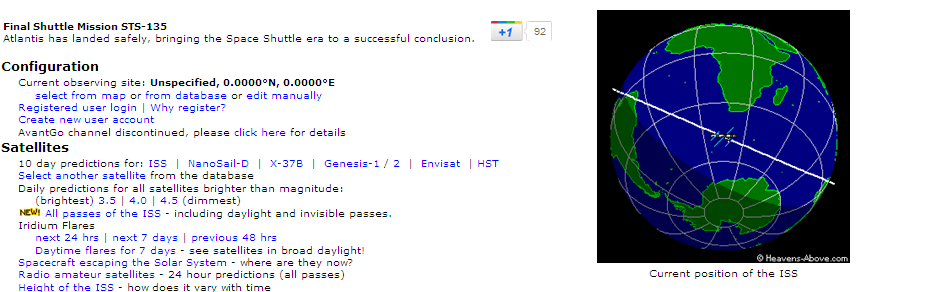 Final Shuttle Mission STS-135
Atlantis has landed safely, bringing the Space Shuttle era to a successful conclusion.
+1 92
Configuration
Current observing site: Unspecified, 0.0000°N, 0.0000°E
select from map or from database or edit manually
Registered user login | Why register?
Create new user account
AvantGo channel discontinued, please click here for details
Satellites
10 day predictions for: ISS | NanoSail-D | X-37B | Genesis-1 / 2 | Envisat | HST
Select another satellite from the database
Daily predictions for all satellites brighter than magnitude:
(brightest) 3.5 | 4.0 | 4.5 (dimmest)
NEW! All passes of the ISS - including daylight and invisible passes.
Iridium Flares
next 24 hrs | next 7 days | previous 48 hrs
Daytime flares for 7 days - see satellites in broad daylight!
Spacecraft escaping the Solar System - where are they now?
Radio amateur satellites - 24 hour predictions (all passes)
Height of the ISS - how does it vary with time
© Heavens-Above.com
Current position of the ISS